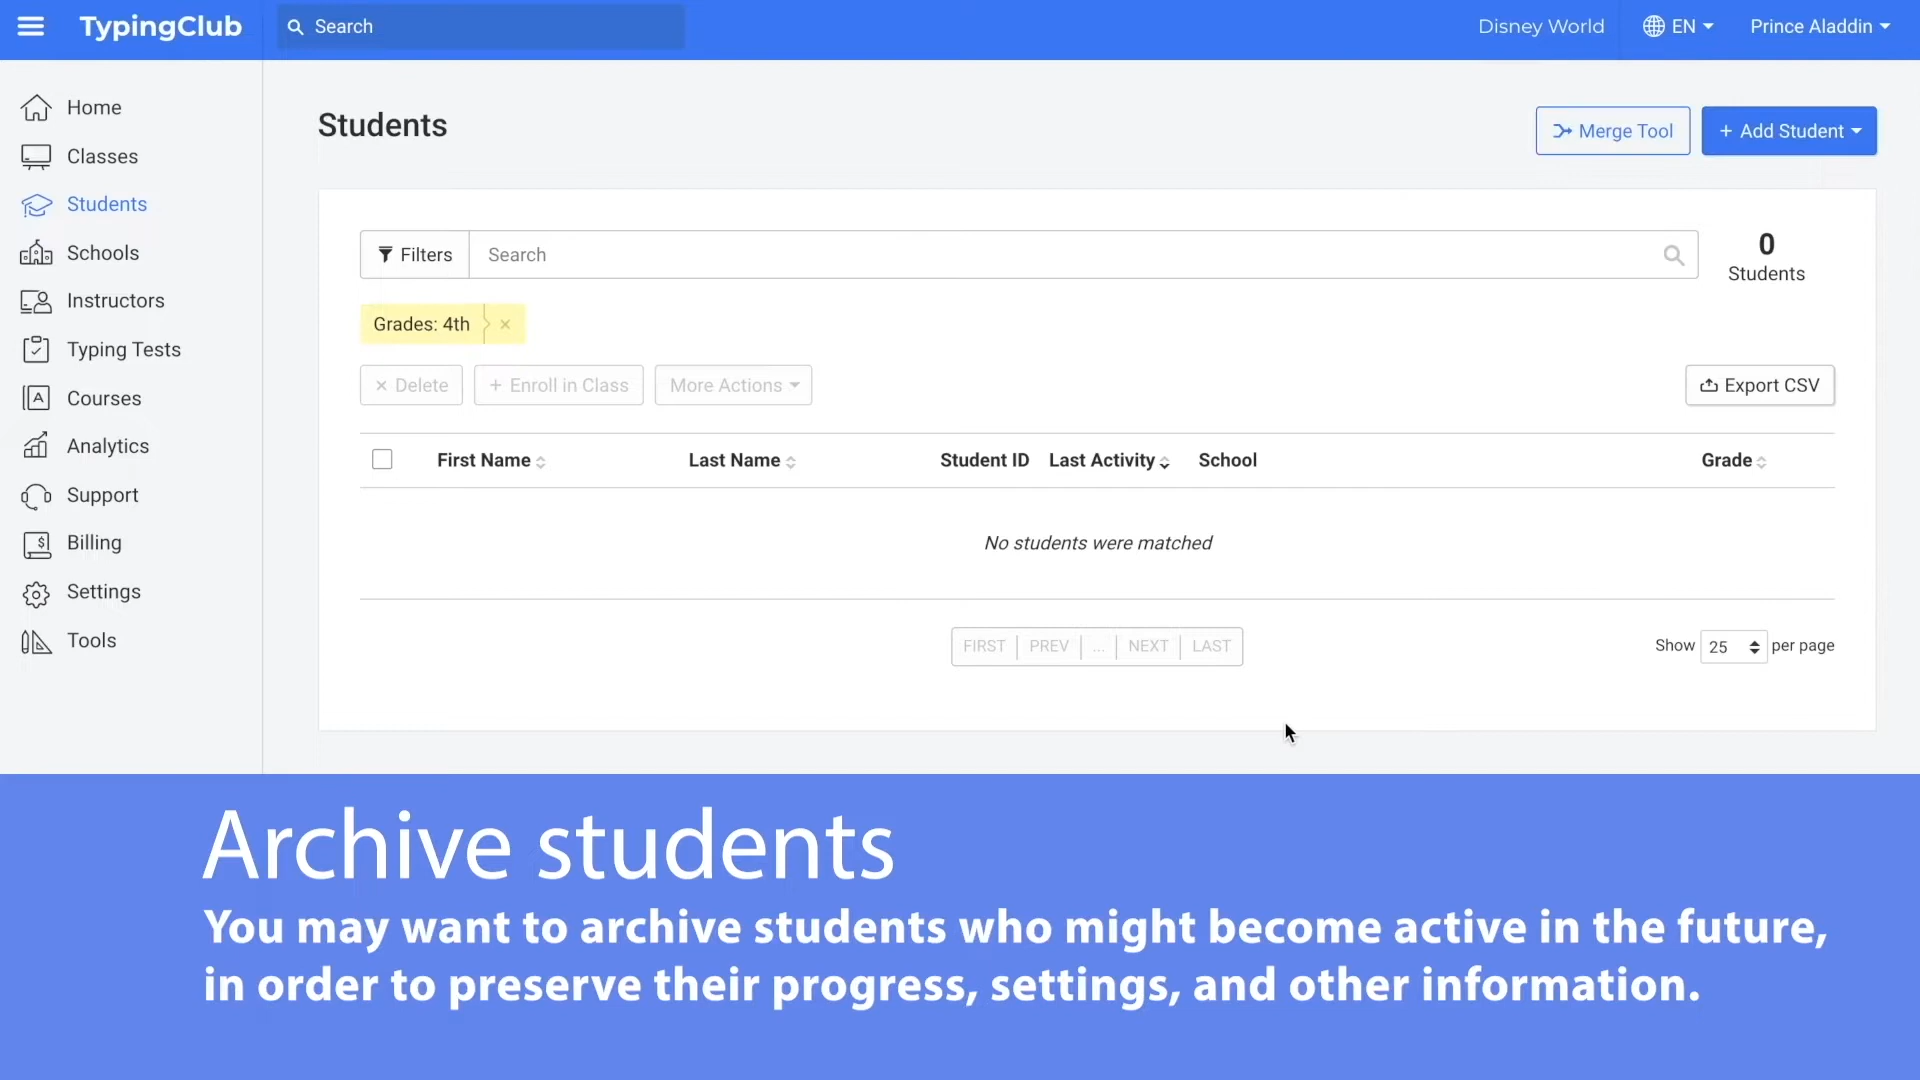 TypingClub
Search
Disney World
EN
Prince Aladdin
Home
Classes
Students
Schools
Instructors
Typing Tests
Courses
Analytics
Support
Billing
Settings
Tools
Students
Merge Tool
+ Add Student
Filters
Search
0
Students
Grades: 4th ×
× Delete
+ Enroll in Class
More Actions
Export CSV
First Name
Last Name
Student ID
Last Activity
School
Grade
No students were matched
FIRST PREV ... NEXT LAST
Show 25 per page
Archive students
You may want to archive students who might become active in the future,
in order to preserve their progress, settings, and other information.